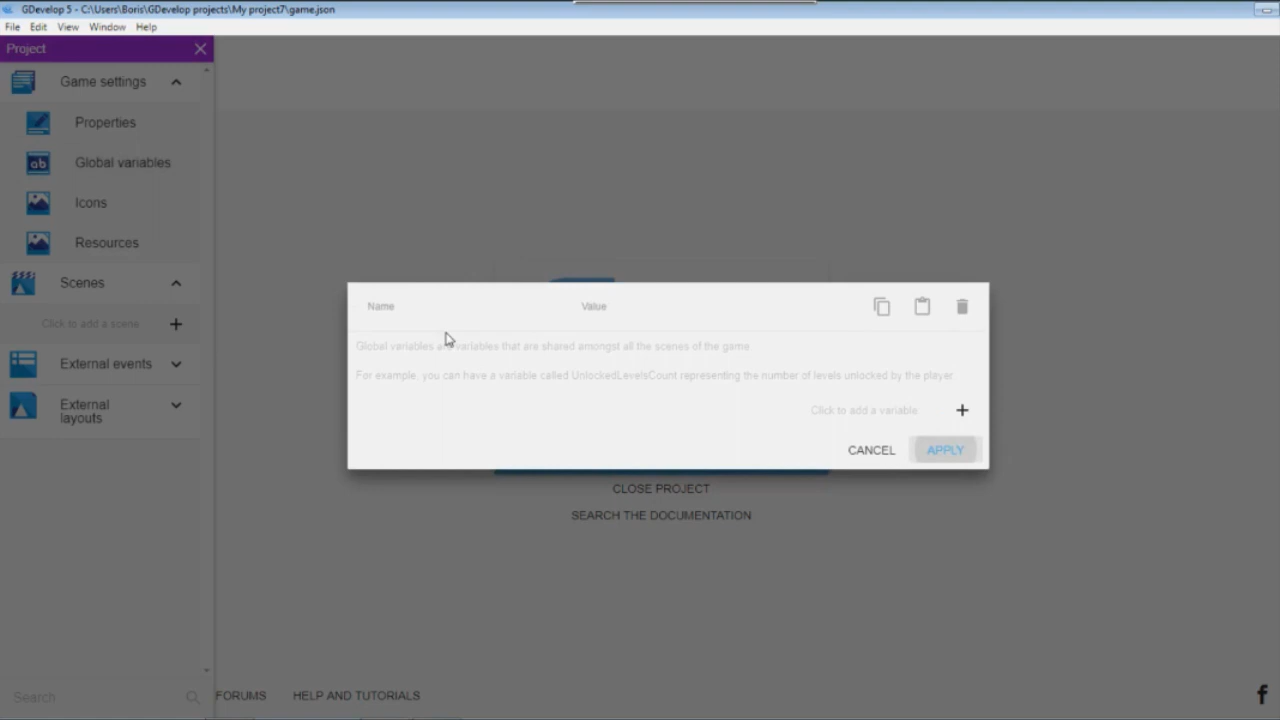 GDevelop 5 - C:\Users\Boris\GDevelop projects\My project7\game.json
File Edit View Window Help
Project
Game settings
Properties
Global variables
Icons
Resources
Scenes
Click to add a scene
External events
External
layouts
Search
Name Value
Global variables are variables that are shared amongst all the scenes of the game
For example, you can have a variable called UnlockedLevelsCount representing the number of levels unlocked by the player
Click to add a variable
CANCEL APPLY
CLOSE PROJECT
SEARCH THE DOCUMENTATION
FORUMS HELP AND TUTORIALS